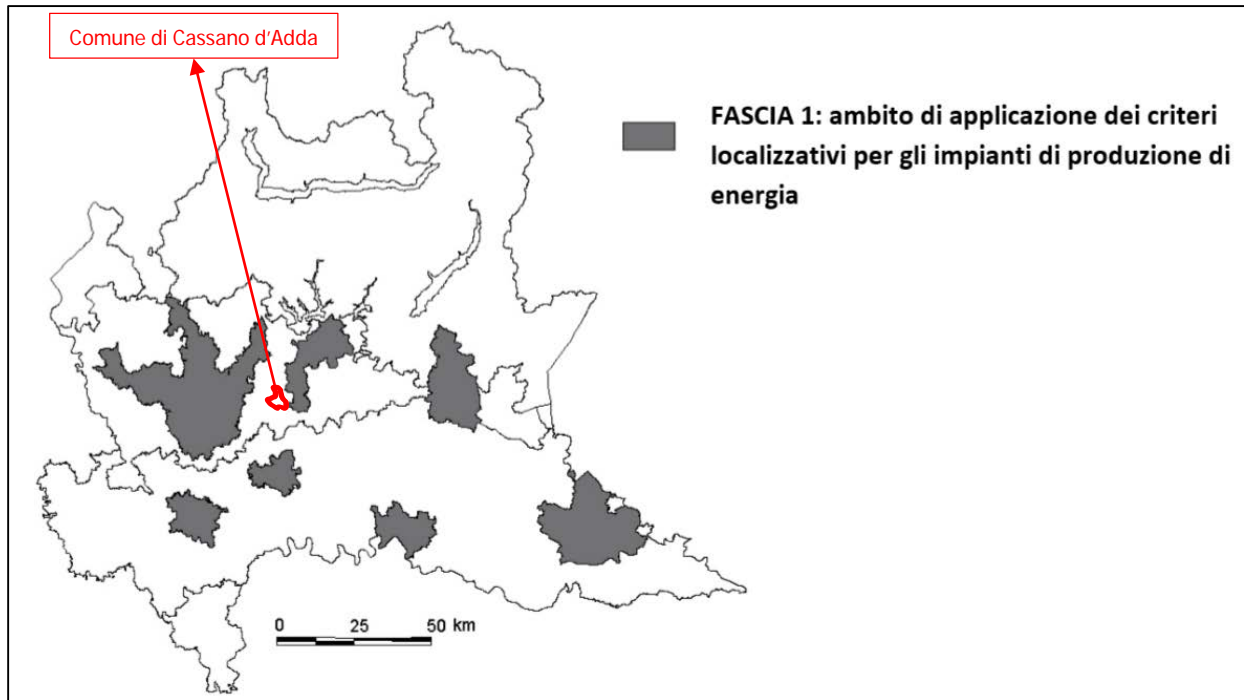 Comune di Cassano d'Adda
FASCIA 1: ambito di applicazione dei criteri
localizzativi per gli impianti di produzione di
energia
0 25 50 km